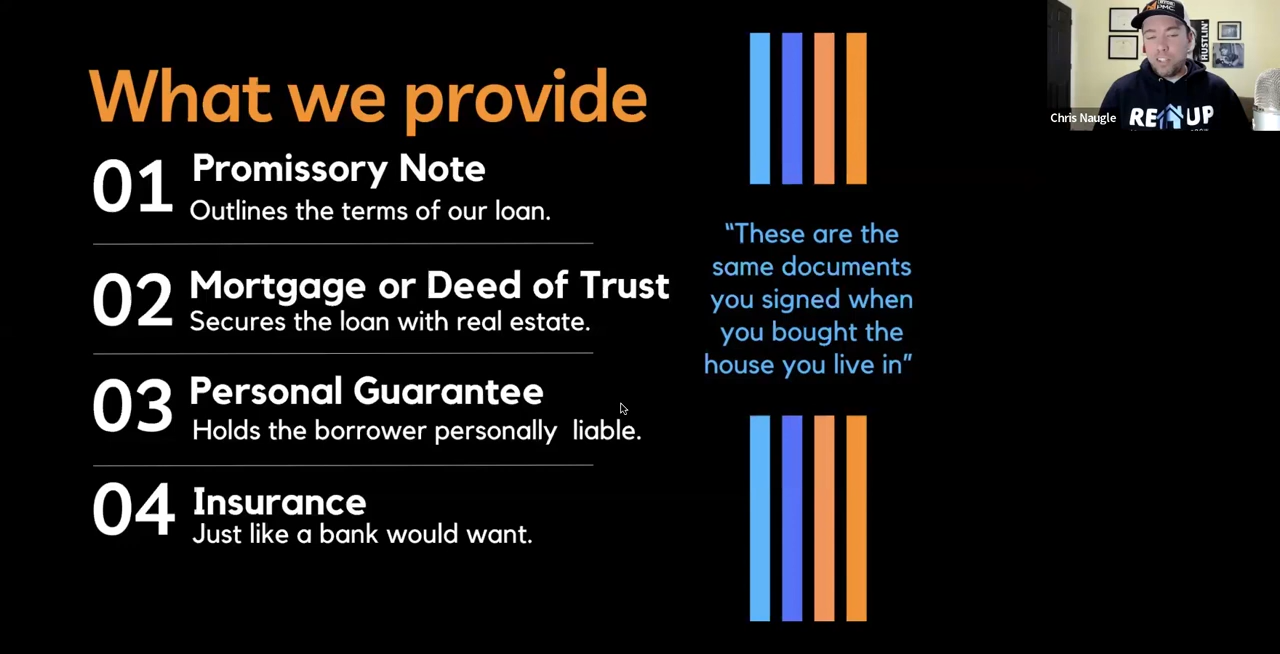 What we provide
01 Promissory Note
Outlines the terms of our loan.
02 Mortgage or Deed of Trust
Secures the loan with real estate.
03 Personal Guarantee
Holds the borrower personally  liable.
04 Insurance
Just like a bank would want.
“These are the
same documents
you signed when
you bought the
house you live in”
Chris Naugle
RE UP